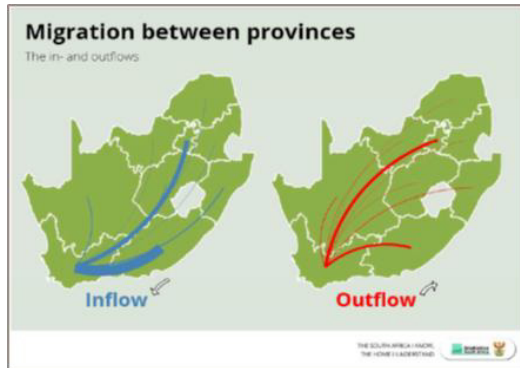 Migration between provinces
The in- and outflows
Inflow
Outflow
THE SOUTH AFRICA I KNOW,
THE HOME I UNDERSTAND